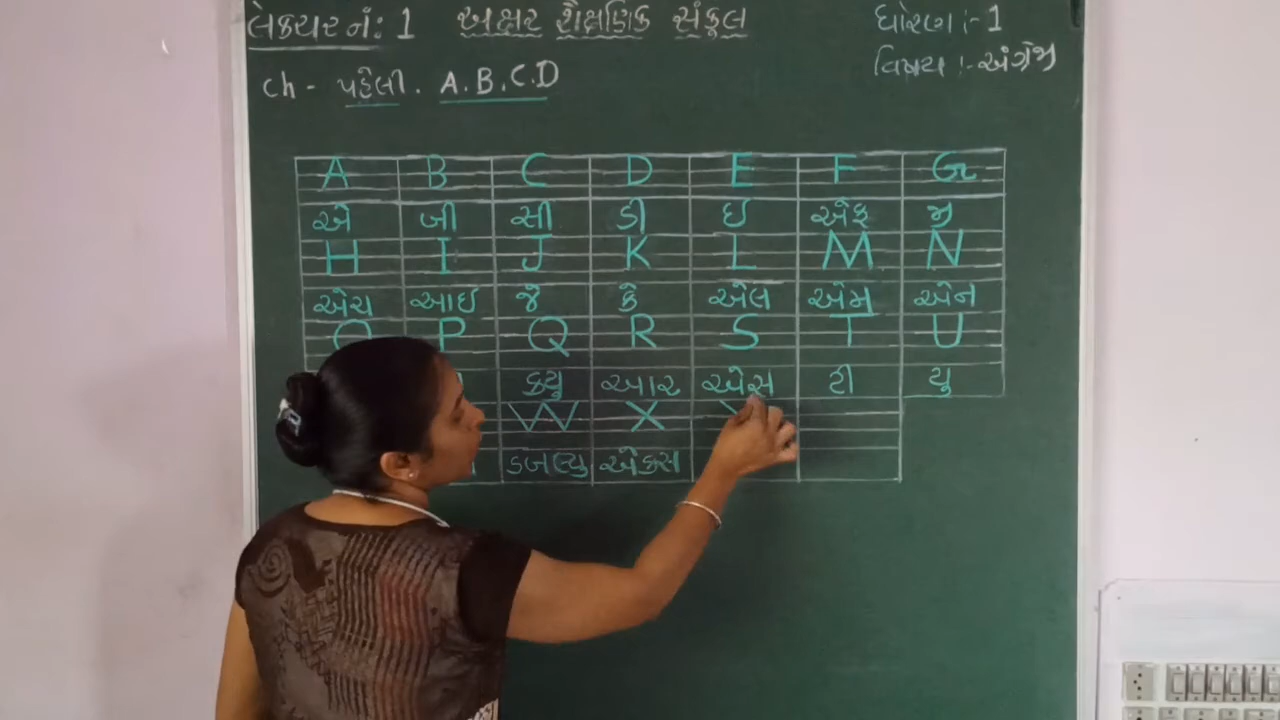 લેકચર નં: 1 અક્ષર શૈક્ષણિક સંકૂલ ધોરણ :- 1
વિષય :- અંગ્રેજી
ch - પહેલી. A.B.C.D
A B C D E F G
એ બી સી ડી ઇ એફ જી
H I J K L M N
એચ આઇ જે કે એલ એમ એન
P Q R S T U
ક્યુ આર એસ ટી યુ
W X
ડબલ્યુ એક્સ